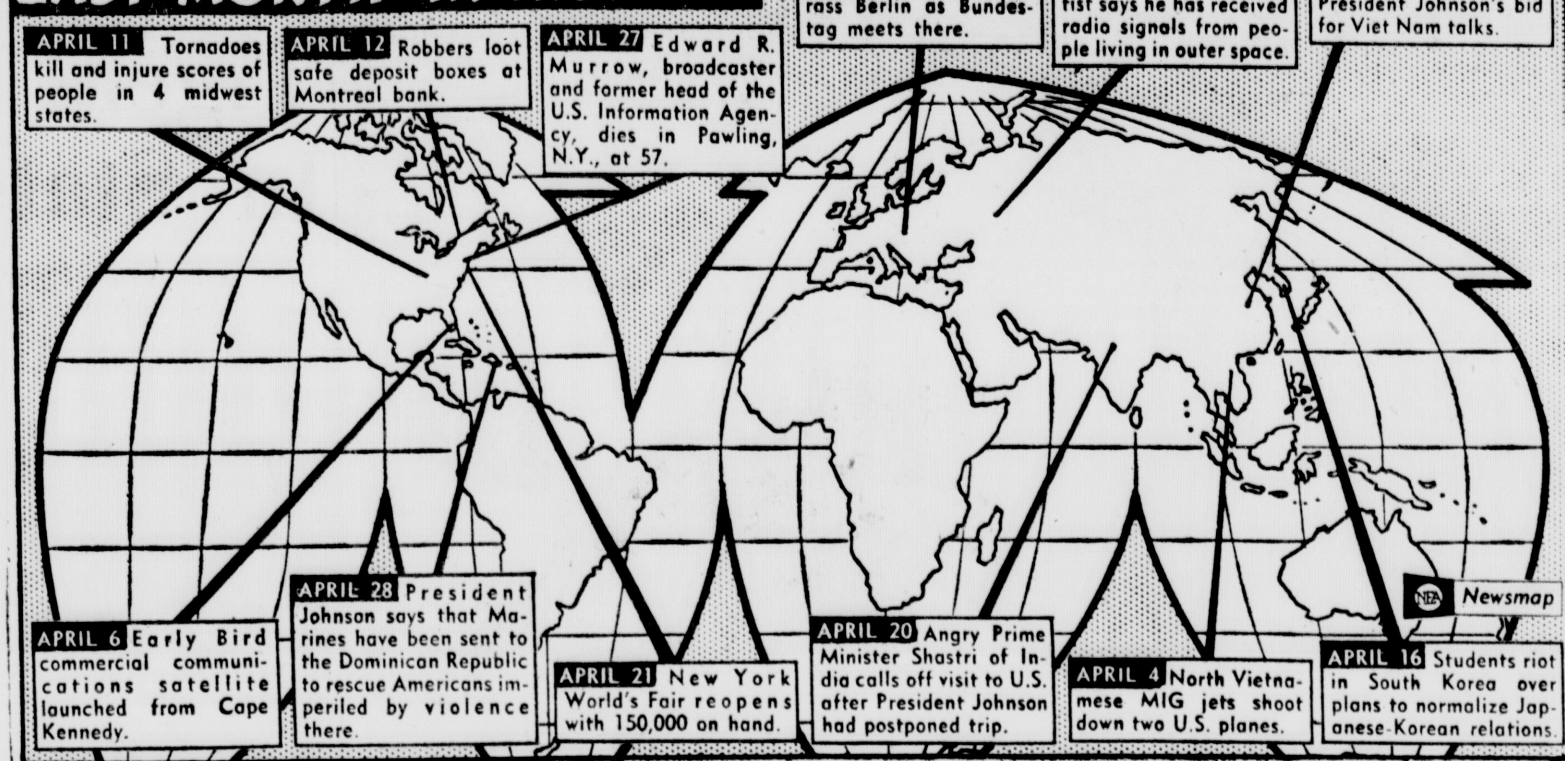 LAST MONTH IN
rass Berlin as Bundes-
tag meets there.
tist says he has received
radio signals from peo-
ple living in outer space.
President Johnson's bid
for Viet Nam talks.
APRIL 11 Tornadoes
kill and injure scores of
people in 4 midwest
states.
APRIL 12 Robbers loot
safe deposit boxes at
Montreal bank.
APRIL 27 Edward R.
Murrow, broadcaster
and former head of the
U.S. Information Agen-
cy, dies in Pawling,
N.Y., at 57.
NEA Newsmap
APRIL 6 Early Bird
commercial communi-
cations satellite
launched from Cape
Kennedy.
APRIL 28 President
Johnson says that Ma-
rines have been sent to
the Dominican Republic
to rescue Americans im-
periled by violence
there.
APRIL 21 New York
World's Fair reopens
with 150,000 on hand.
APRIL 20 Angry Prime
Minister Shastri of In-
dia calls off visit to U.S.
after President Johnson
had postponed trip.
APRIL 4 North Vietna-
mese MIG jets shoot
down two U.S. planes.
APRIL 16 Students riot
in South Korea over
plans to normalize Jap-
anese-Korean relations.